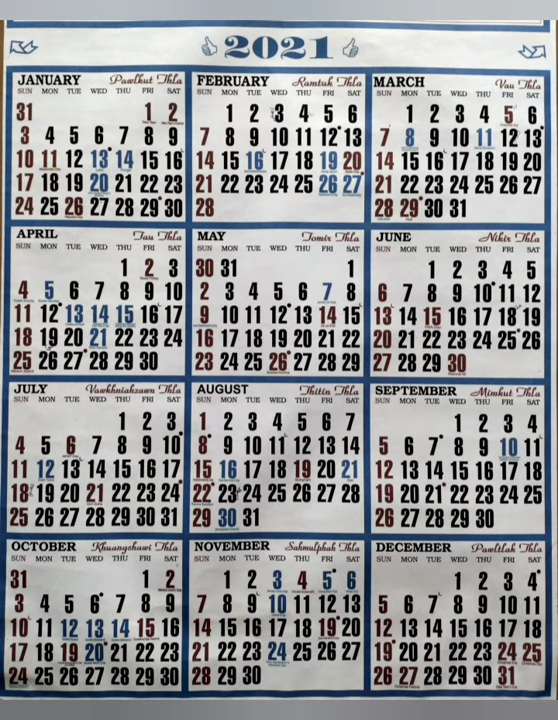 2021
JANUARY Pawlkut Thla
SUN MON TUE WED THU FRI SAT
31 1 2
3 4 5 6 7 8 9
10 11 12 13 14 15 16
17 18 19 20 21 22 23
24 25 26 27 28 29 30
FEBRUARY Ramtuk Thla
SUN MON TUE WED THU FRI SAT
1 2 3 4 5 6
7 8 9 10 11 12 13
14 15 16 17 18 19 20
21 22 23 24 25 26 27
28
MARCH Vau Thla
SUN MON TUE WED THU FRI SAT
1 2 3 4 5 6
7 8 9 10 11 12 13
14 15 16 17 18 19 20
21 22 23 24 25 26 27
28 29 30 31
APRIL Tau Thla
SUN MON TUE WED THU FRI SAT
1 2 3
4 5 6 7 8 9 10
11 12 13 14 15 16 17
18 19 20 21 22 23 24
25 26 27 28 29 30
MAY Tomir Thla
SUN MON TUE WED THU FRI SAT
30 31 1
2 3 4 5 6 7 8
9 10 11 12 13 14 15
16 17 18 19 20 21 22
23 24 25 26 27 28 29
JUNE Nikir Thla
SUN MON TUE WED THU FRI SAT
1 2 3 4 5
6 7 8 9 10 11 12
13 14 15 16 17 18 19
20 21 22 23 24 25 26
27 28 29 30
JULY Vawkhniahzawn Thla
SUN MON TUE WED THU FRI SAT
1 2 3
4 5 6 7 8 9 10
11 12 13 14 15 16 17
18 19 20 21 22 23 24
25 26 27 28 29 30 31
AUGUST Thitin Thla
SUN MON TUE WED THU FRI SAT
1 2 3 4 5 6 7
8 9 10 11 12 13 14
15 16 17 18 19 20 21
22 23 24 25 26 27 28
29 30 31
SEPTEMBER Mimkut Thla
SUN MON TUE WED THU FRI SAT
1 2 3 4
5 6 7 8 9 10 11
12 13 14 15 16 17 18
19 20 21 22 23 24 25
26 27 28 29 30
OCTOBER Khuangchawi Thla
SUN MON TUE WED THU FRI SAT
31 1 2
3 4 5 6 7 8 9
10 11 12 13 14 15 16
17 18 19 20 21 22 23
24 25 26 27 28 29 30
NOVEMBER Sahmulphah Thla
SUN MON TUE WED THU FRI SAT
1 2 3 4 5 6
7 8 9 10 11 12 13
14 15 16 17 18 19 20
21 22 23 24 25 26 27
28 29 30
DECEMBER Pawltlak Thla
SUN MON TUE WED THU FRI SAT
1 2 3 4
5 6 7 8 9 10 11
12 13 14 15 16 17 18
19 20 21 22 23 24 25
26 27 28 29 30 31